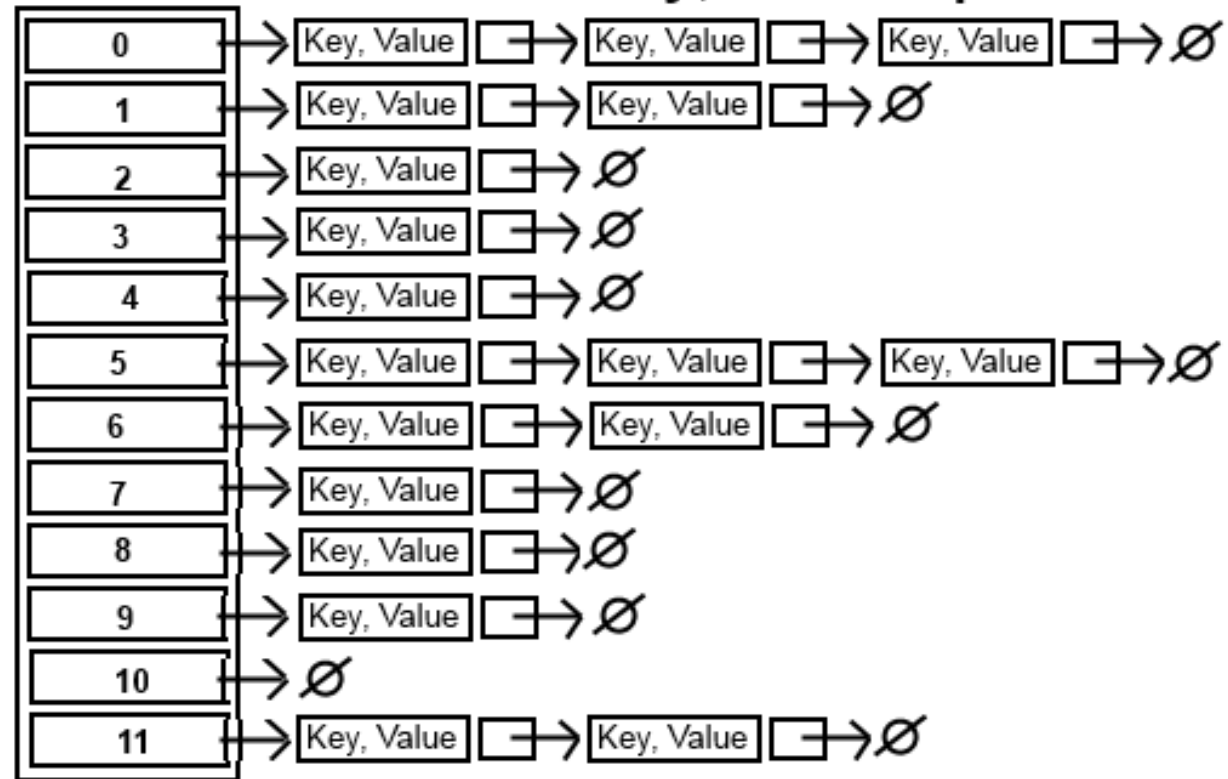 0 Key, Value Key, Value Key, Value Ø
1 Key, Value Key, Value Ø
2 Key, Value Ø
3 Key, Value Ø
4 Key, Value Ø
5 Key, Value Key, Value Key, Value Ø
6 Key, Value Key, Value Ø
7 Key, Value Ø
8 Key, Value Ø
9 Key, Value Ø
10 Ø
11 Key, Value Key, Value Ø